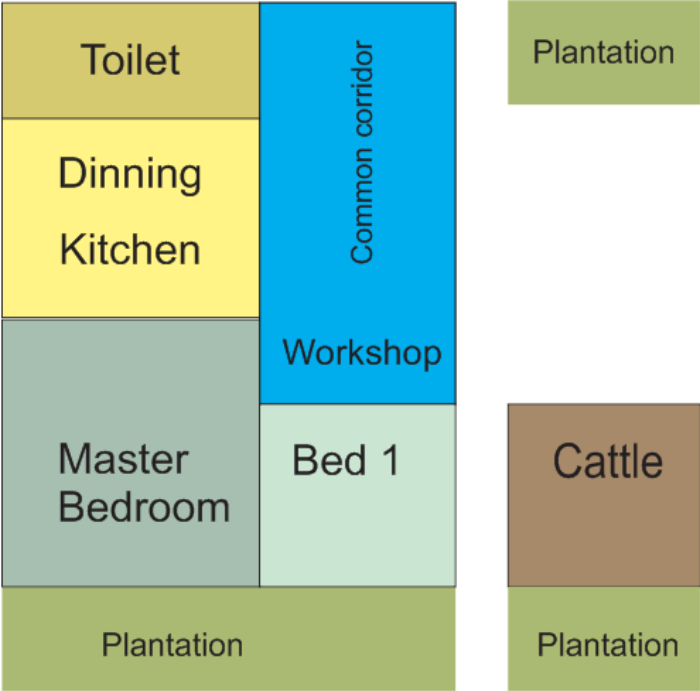 Toilet
Common corridor
Plantation
Dinning
Kitchen
Workshop
Master
Bedroom
Bed 1
Cattle
Plantation
Plantation